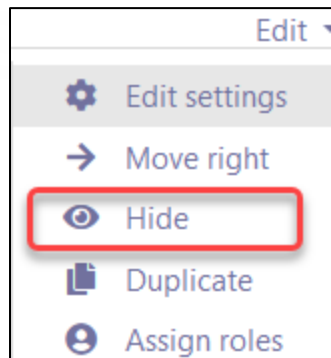 Edit
Edit settings
Move right
Hide
Duplicate
Assign roles